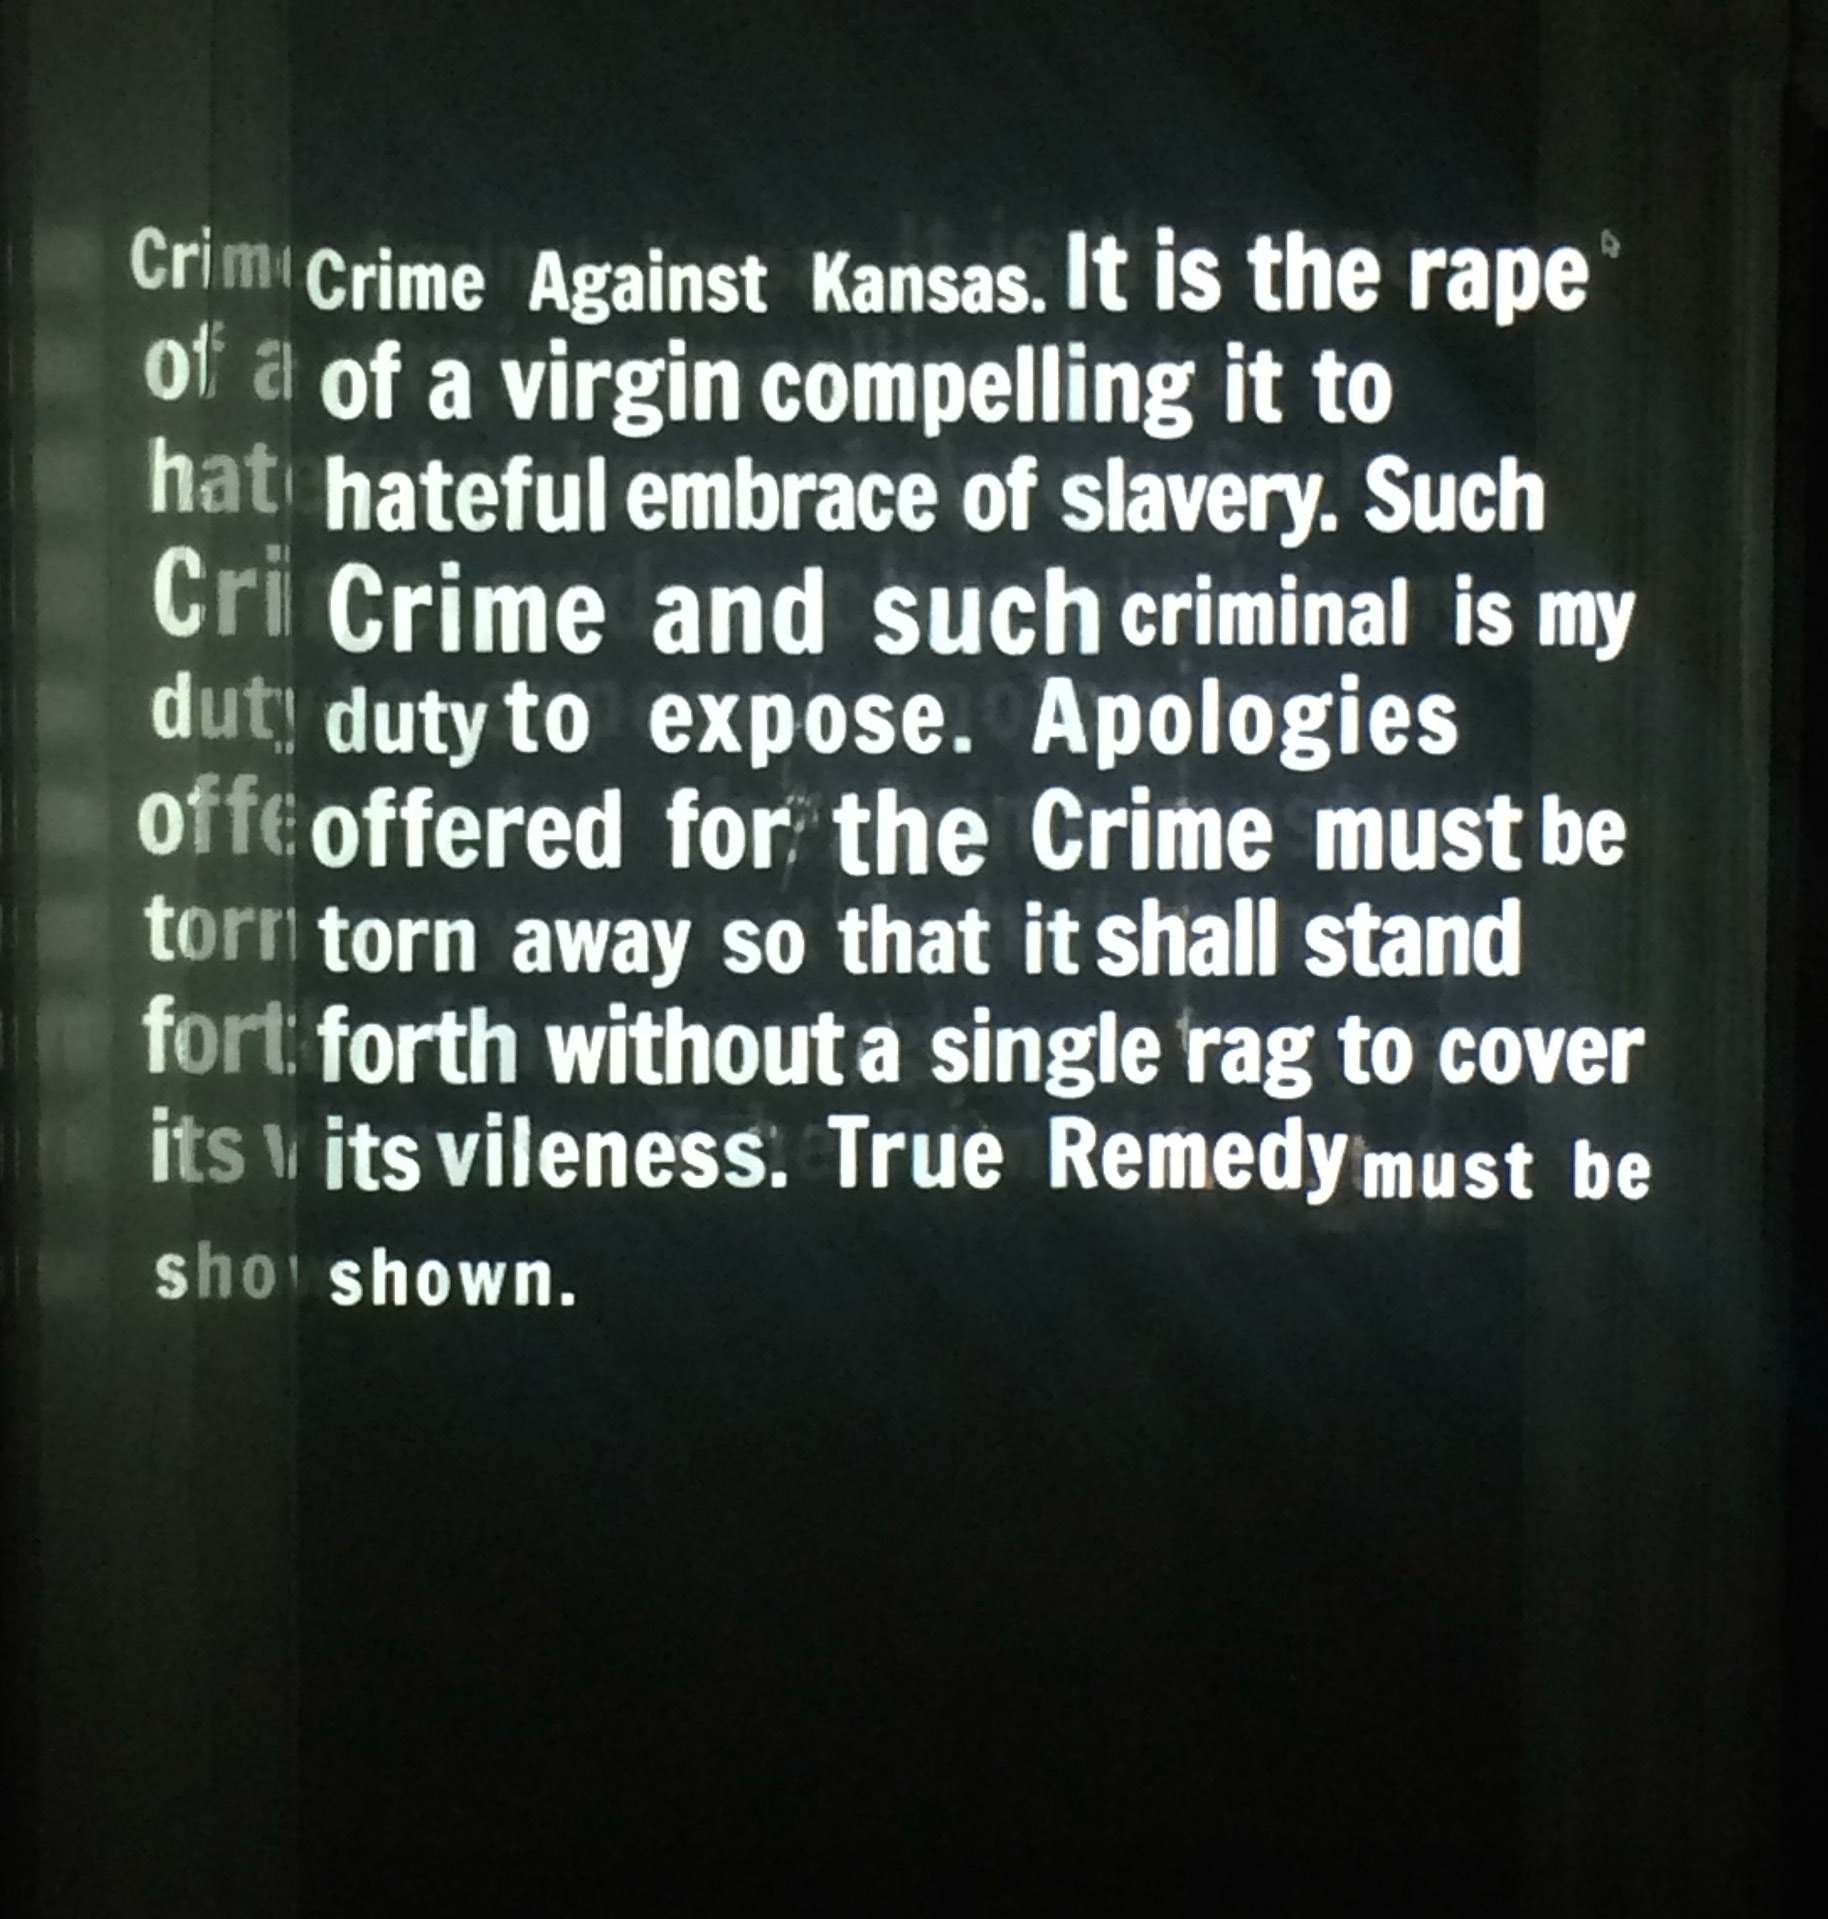 Crime Against Kansas. It is the rape
of a virgin compelling it to
hateful embrace of slavery. Such
Crime and such criminal is my
duty to expose. Apologies
offered for the Crime must be
torn away so that it shall stand
forth without a single rag to cover
its vileness. True Remedy must be
shown.